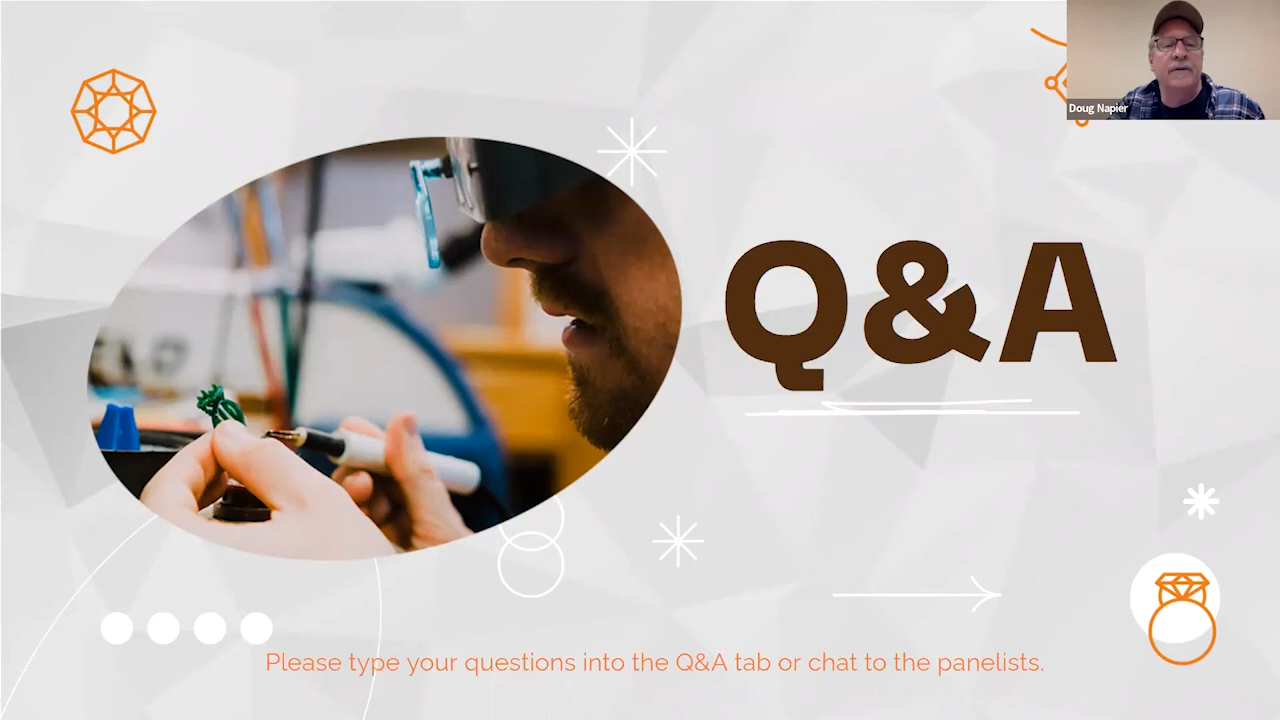 Doug Napier
Q&A
Please type your questions into the Q&A tab or chat to the panelists.